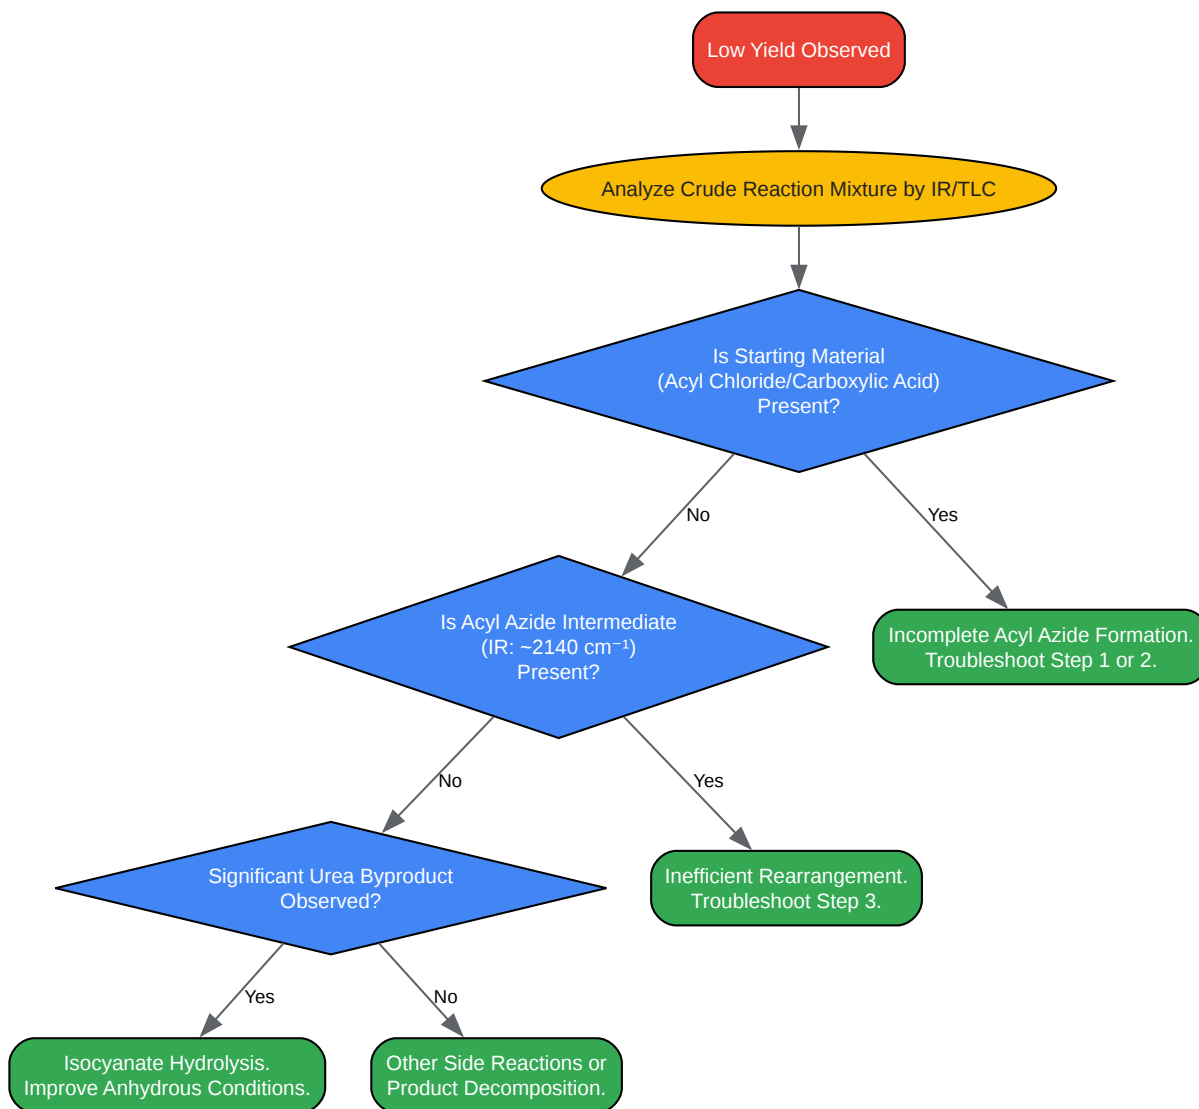 Low Yield Observed
Analyze Crude Reaction Mixture by IR/TLC
Is Starting Material
(Acyl Chloride/Carboxylic Acid)
Present?
No
Yes
Is Acyl Azide Intermediate
(IR: ~2140 cm⁻¹)
Present?
Incomplete Acyl Azide Formation.
Troubleshoot Step 1 or 2.
No
Yes
Significant Urea Byproduct
Observed?
Inefficient Rearrangement.
Troubleshoot Step 3.
Yes
No
Isocyanate Hydrolysis.
Improve Anhydrous Conditions.
Other Side Reactions or
Product Decomposition.